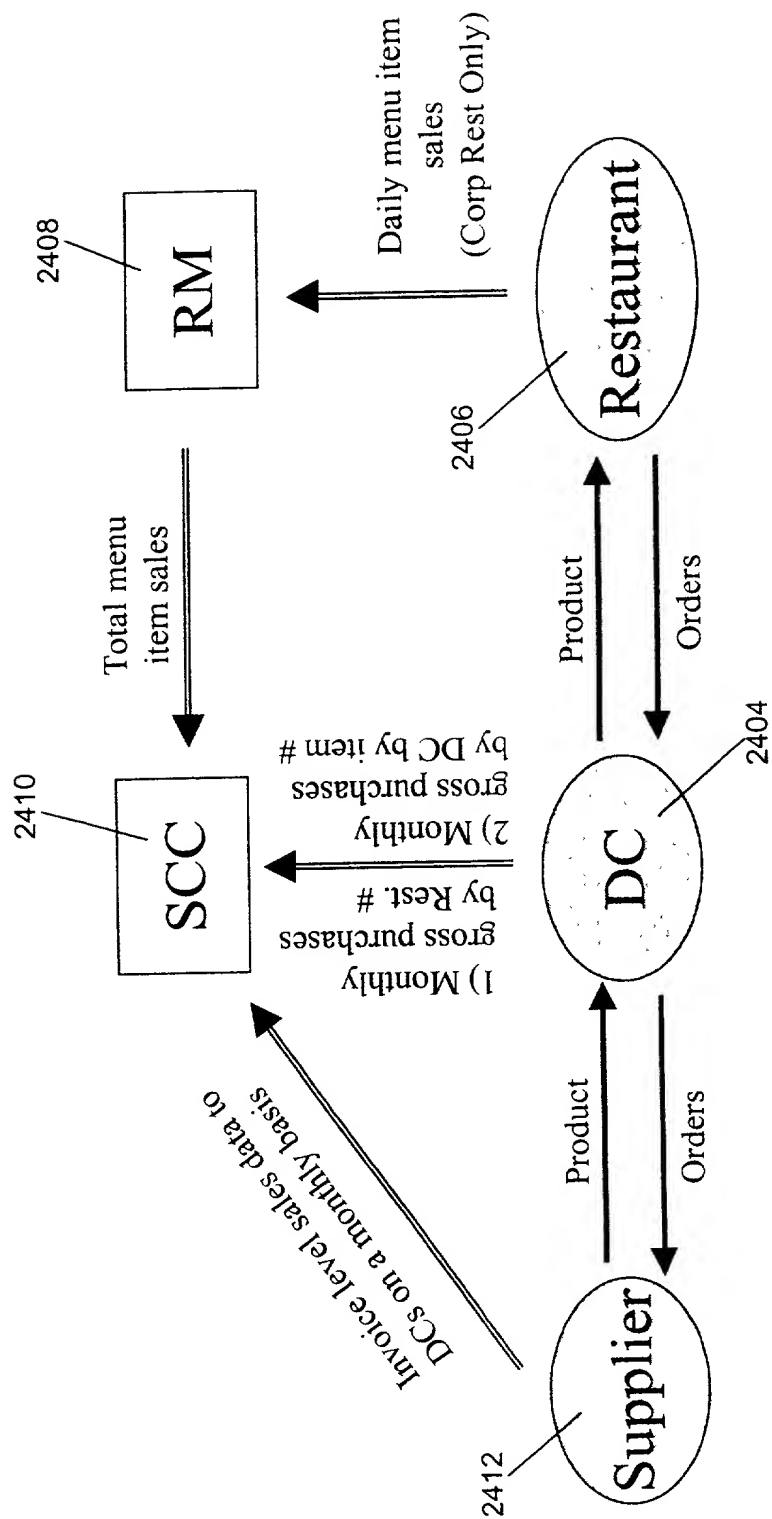 2410
SCC
Total menu
item sales
2408
RM
Invoice level sales data to
DCs on a monthly basis
1) Monthly
gross purchases
by Rest. #
2) Monthly
gross purchases
by DC by item #
Daily menu item
sales
(Corp Rest Only)
2412
Supplier
Product
Orders
DC
2404
Product
Orders
2406
Restaurant